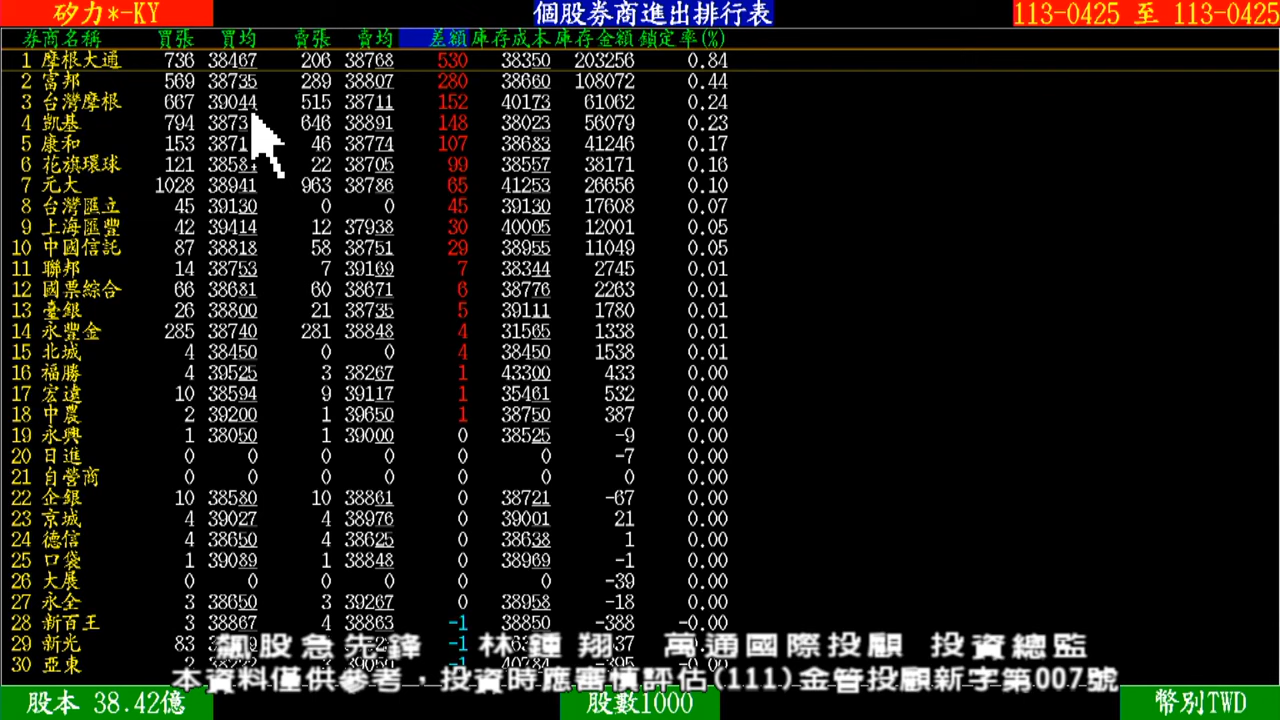 矽力*-KY 個股券商進出排行表 113-0425 至 113-0425
券商名稱 買張 買均 賣張 賣均 差額 庫存成本 庫存金額 鎖定率(%)
1 摩根大通 736 38467 206 38768 530 38350 203256 0.84
2 富邦 569 38735 289 38807 280 38660 108072 0.44
3 台灣摩根 667 39044 515 38711 152 40173 61062 0.24
4 凱基 794 3873 646 38891 148 38023 56079 0.23
5 康和 153 3871 46 38774 107 38683 41246 0.17
6 花旗環球 121 3858 22 38705 99 38557 38171 0.16
7 元大 1028 38941 963 38786 65 41253 26656 0.10
8 台灣匯立 45 39130 0 0 45 39130 17608 0.07
9 上海匯豐 42 39414 12 37938 30 40005 12001 0.05
10 中國信託 87 38818 58 38751 29 38955 11049 0.05
11 聯邦 14 38753 7 39169 7 38344 2745 0.01
12 國票綜合 66 38681 60 38671 6 38776 2263 0.01
13 臺銀 26 38800 21 38735 5 39111 1780 0.01
14 永豐金 285 38740 281 38848 4 31565 1338 0.01
15 北城 4 38450 0 0 4 38450 1538 0.01
16 福勝 4 39525 3 38267 1 43300 433 0.00
17 宏遠 10 38594 9 39117 1 35461 532 0.00
18 中農 2 39200 1 39650 1 38750 387 0.00
19 永興 1 38050 1 39000 0 38525 -9 0.00
20 日進 0 0 0 0 0 0 -7 0.00
21 自營商 0 0 0 0 0 0 0 0.00
22 企銀 10 38580 10 38861 0 38721 -67 0.00
23 京城 4 39027 4 38976 0 39001 21 0.00
24 德信 4 38650 4 38625 0 38638 1 0.00
25 口袋 1 39089 1 38848 0 38969 -1 0.00
26 大展 0 0 0 0 0 0 -39 0.00
27 永全 3 38650 3 39267 0 38958 -18 0.00
28 新百王 3 38867 4 38863 -1 38850 -388 -0.00
29 新光 83 -1
30 亞東 -1
飆股急先鋒 林鍾翔 萬通國際投顧 投資總監
本資料僅供參考，投資時應審慎評估(111)金管投顧新字第007號
股本 38.42億 股數1000 幣別TWD